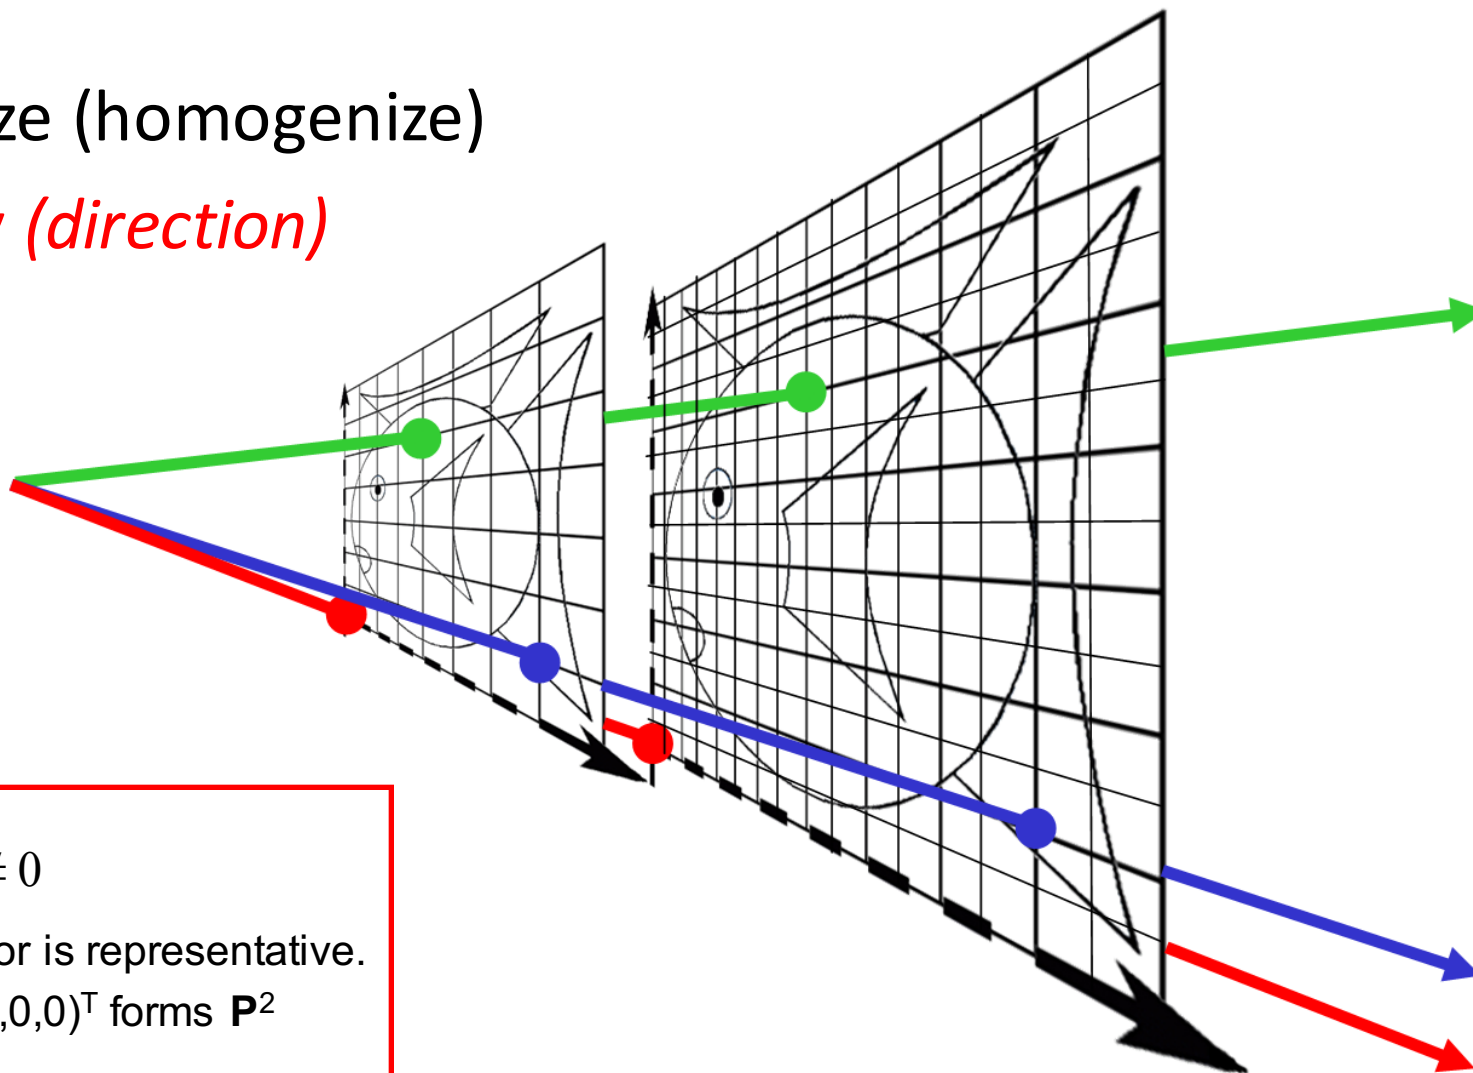 ze (homogenize)
(direction)
≠ 0
or is representative.
,0,0)ᵀ forms P²